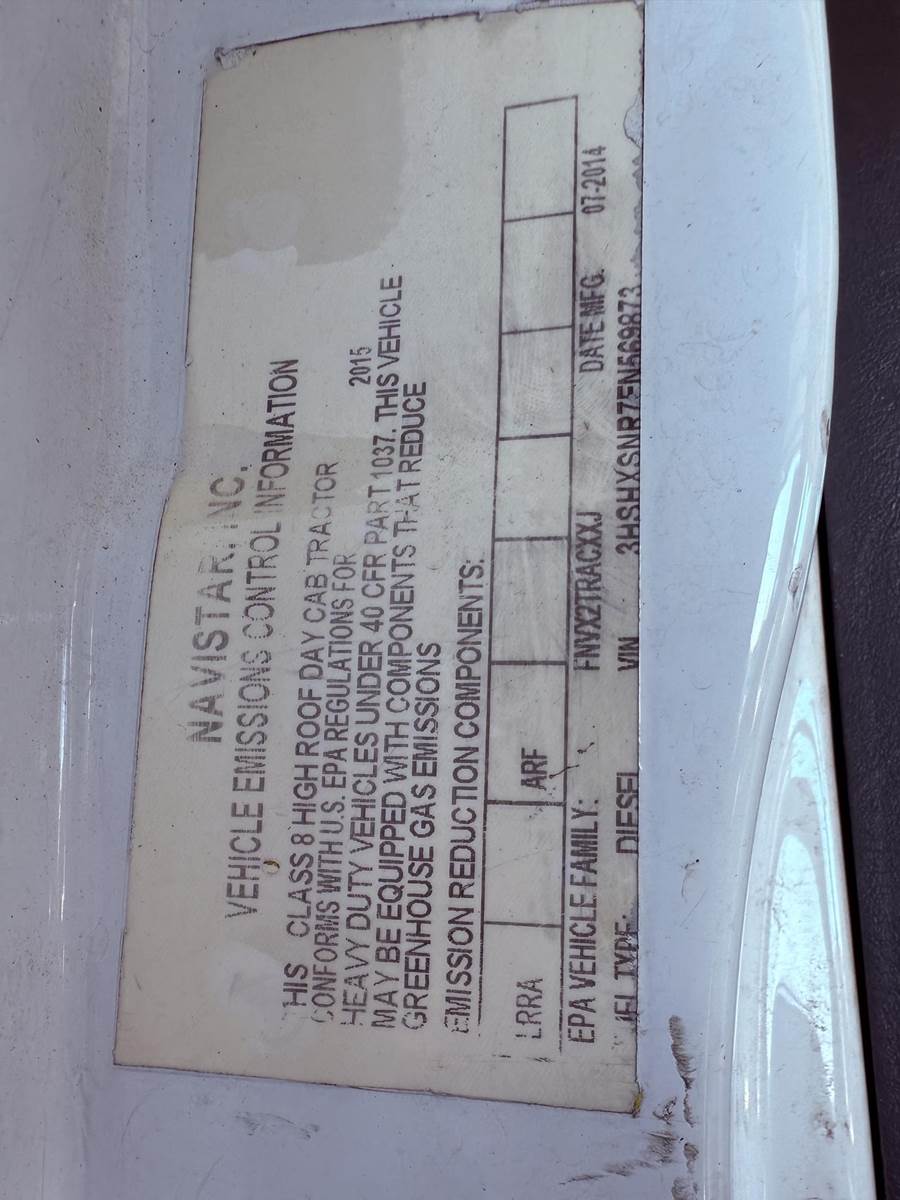 NAVISTAR, INC.
VEHICLE EMISSIONS CONTROL INFORMATION
THIS CLASS 8 HIGH ROOF DAY CAB TRACTOR
CONFORMS WITH U.S. EPA REGULATIONS FOR 2015
HEAVY DUTY VEHICLES UNDER 40 CFR PART 1037. THIS VEHICLE
MAY BE EQUIPPED WITH COMPONENTS THAT REDUCE
GREENHOUSE GAS EMISSIONS
EMISSION REDUCTION COMPONENTS:
LRRA ARF
EPA VEHICLE FAMILY: FNVX2TRACXXJ DATE MFG. 07-2014
TYPE: DIESEL VIN 3HSHXSNR7FN569873